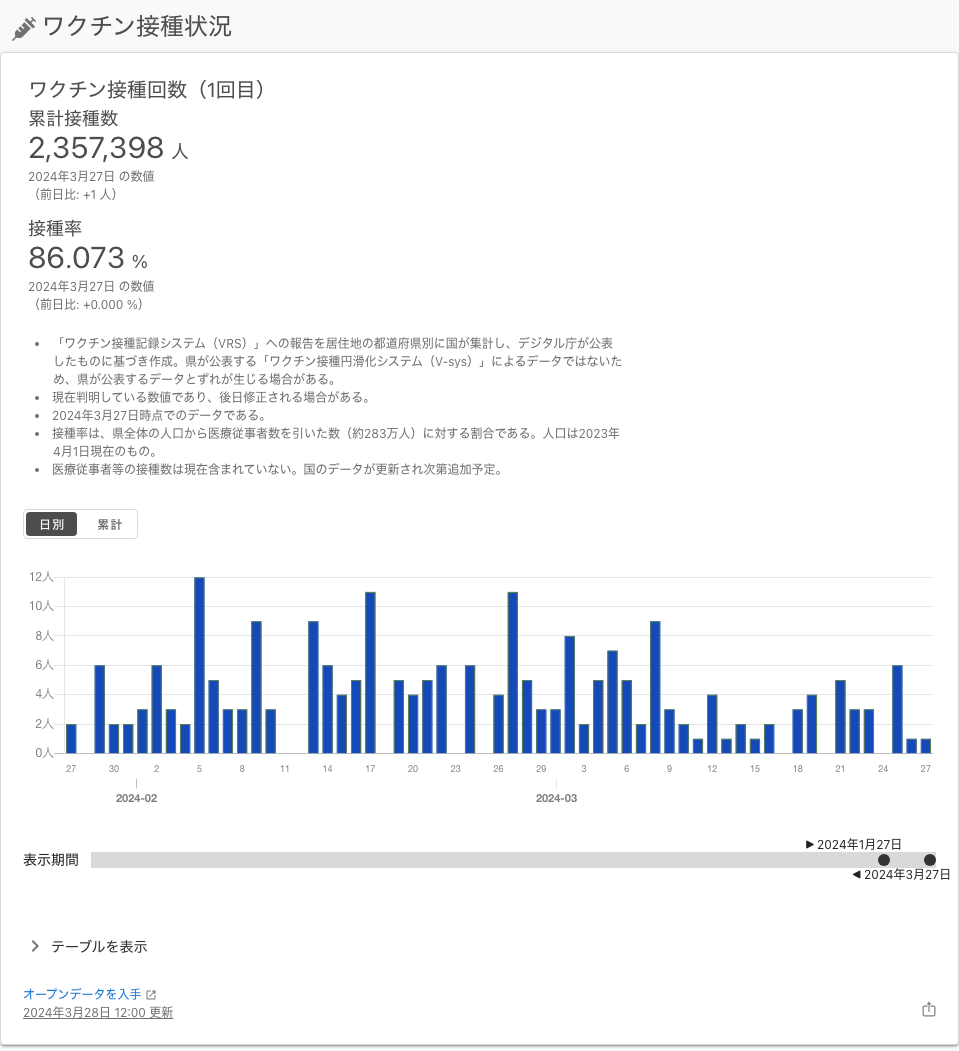 ワクチン接種状況
ワクチン接種回数（1回目）
累計接種数
2,357,398 人
2024年3月27日 の数値
（前日比: +1 人）
接種率
86.073 %
2024年3月27日 の数値
（前日比: +0.000 %）
「ワクチン接種記録システム（VRS）」への報告を居住地の都道府県別に国が集計し、デジタル庁が公表
したものに基づき作成。県が公表する「ワクチン接種円滑化システム（V-sys）」によるデータではないた
め、県が公表するデータとずれが生じる場合がある。
現在判明している数値であり、後日修正される場合がある。
2024年3月27日時点でのデータである。
接種率は、県全体の人口から医療従事者数を引いた数（約283万人）に対する割合である。人口は2023年
4月1日現在のもの。
医療従事者等の接種数は現在含まれていない。国のデータが更新され次第追加予定。
日別 累計
12人
10人
8人
6人
4人
2人
0人
27 30 2 5 8 11 14 17 20 23 26 29 3 6 9 12 15 18 21 24 27
2024-02 2024-03
2024年1月27日
表示期間
2024年3月27日
テーブルを表示
オープンデータを入手
2024年3月28日 12:00 更新